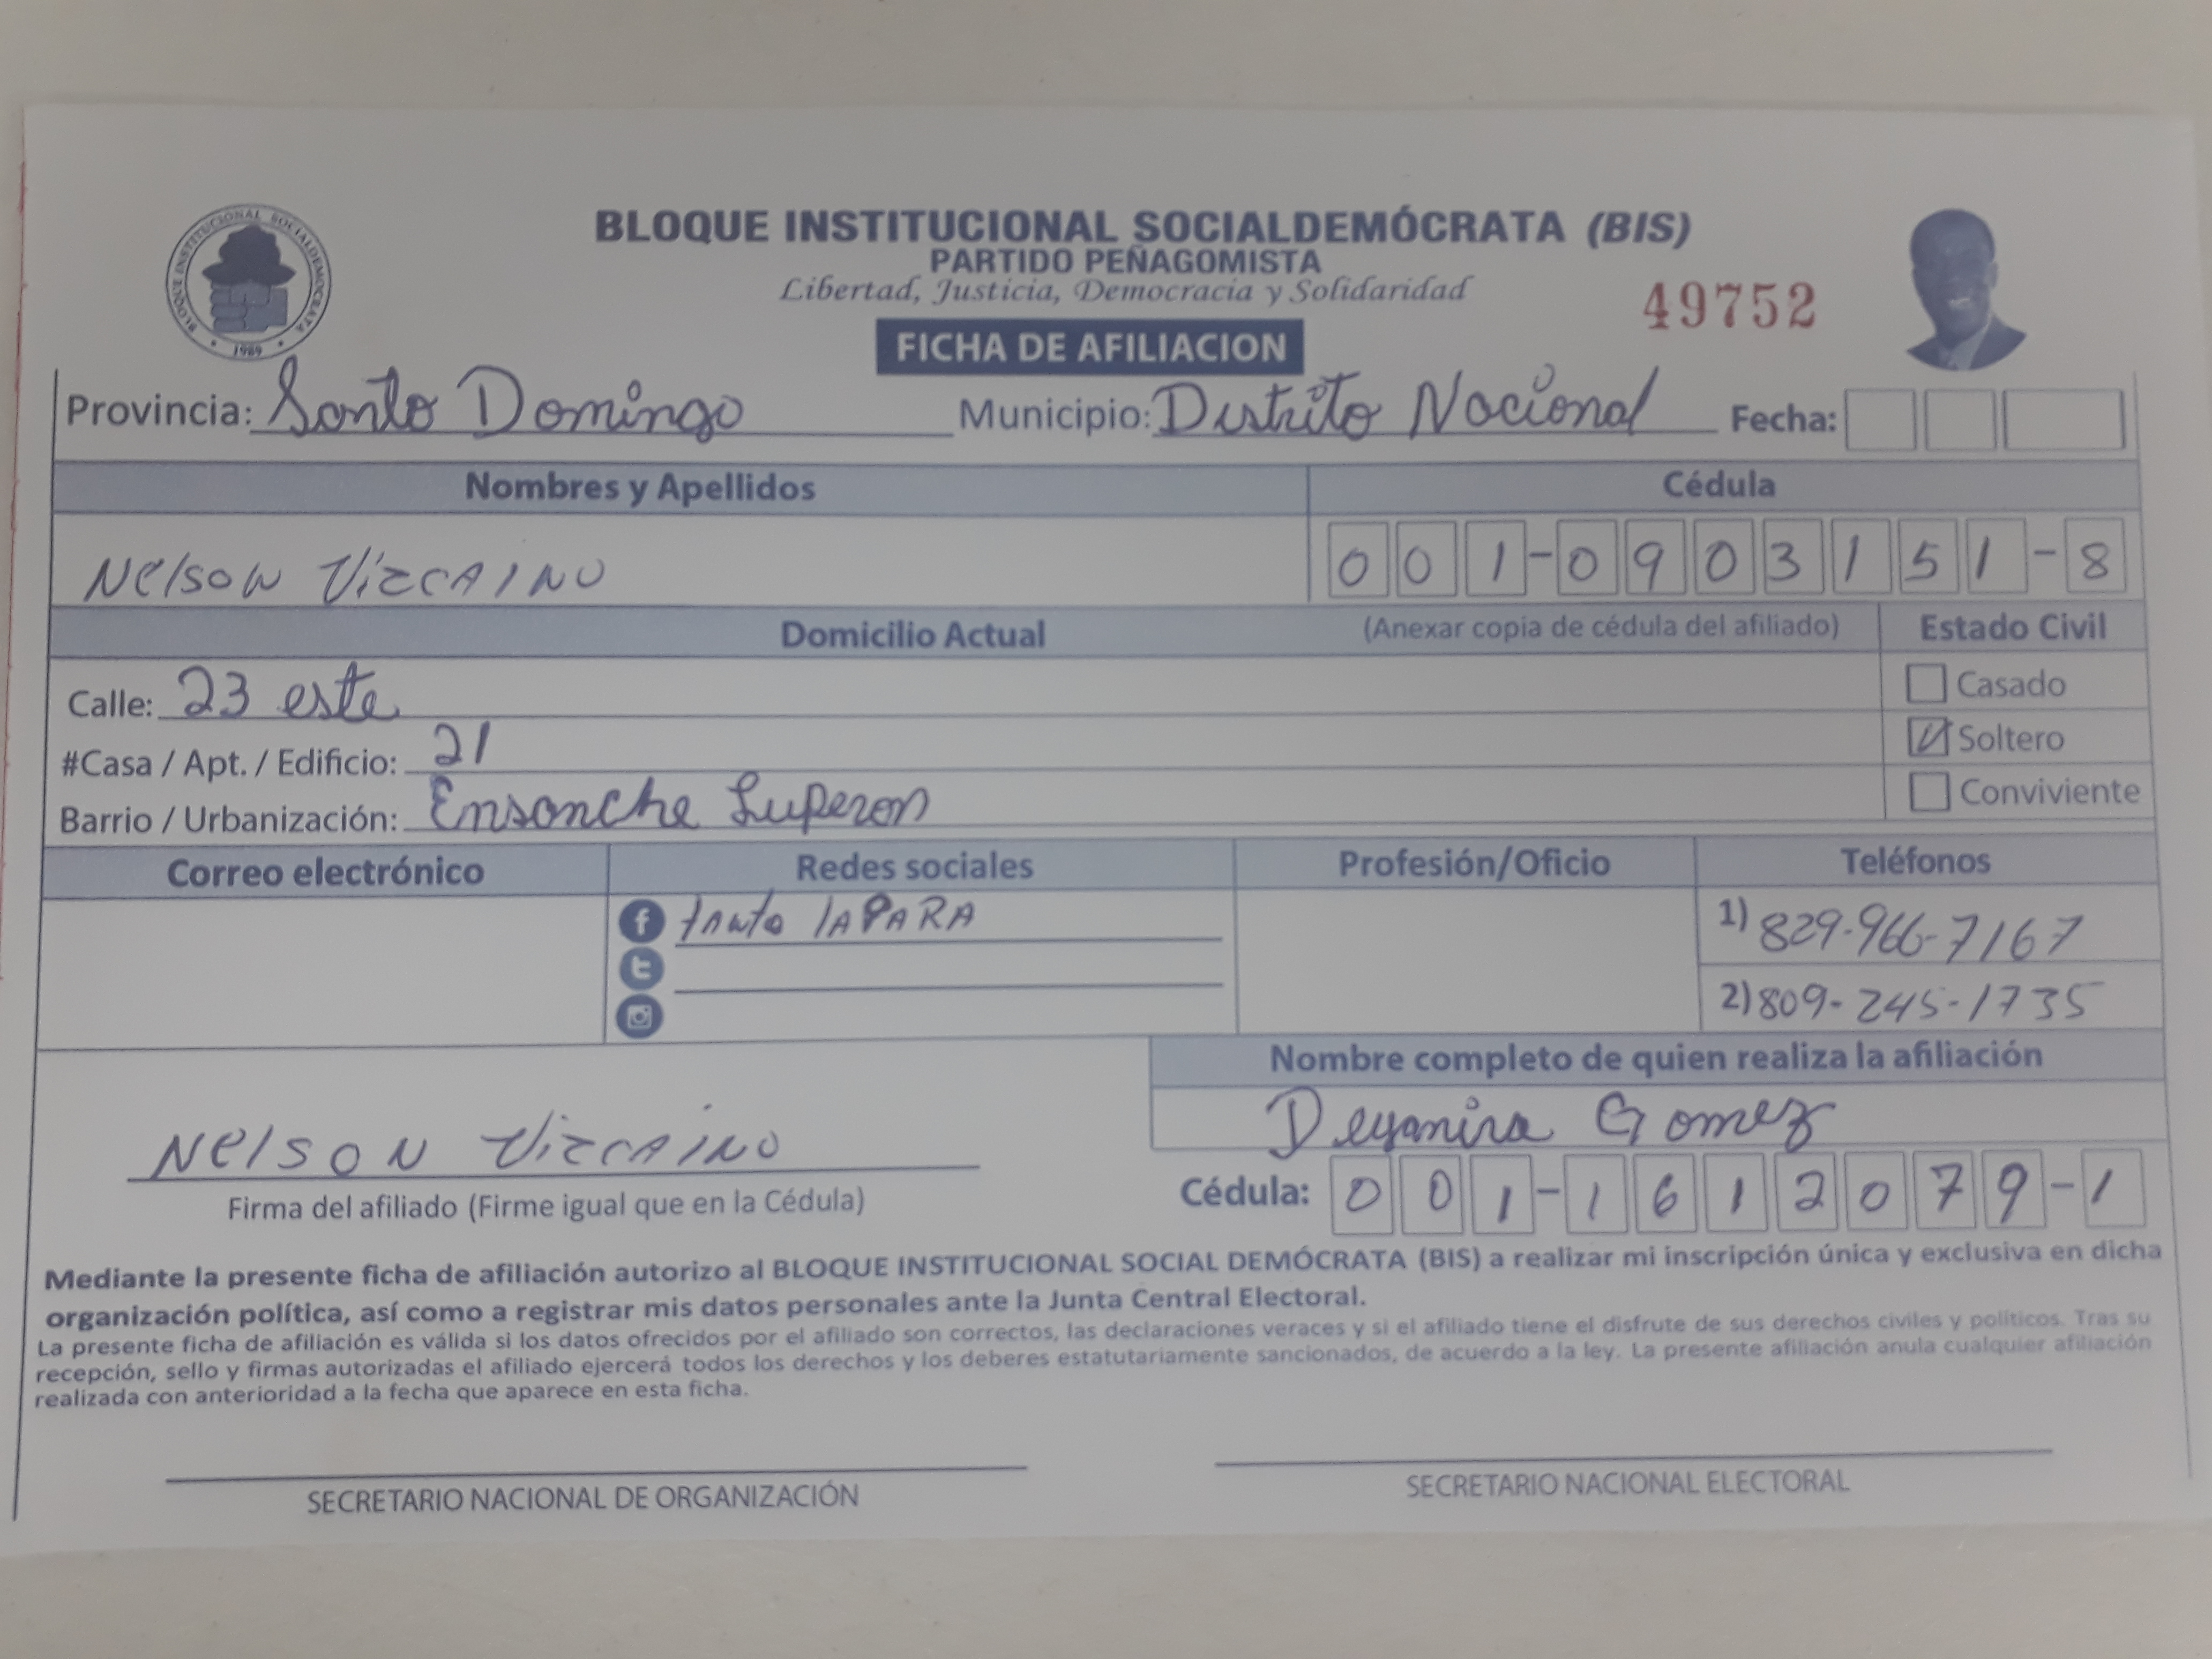 BLOQUE INSTITUCIONAL SOCIALDEMOCRATA
1989
BLOQUE INSTITUCIONAL SOCIALDEMÓCRATA (BIS)
PARTIDO PEÑAGOMISTA
Libertad, Justicia, Democracia y Solidaridad
49752
FICHA DE AFILIACION
Provincia: Santo Domingo Municipio: Distrito Nacional Fecha:
Nombres y Apellidos Cédula
Nelson Vizcaino 001-0903151-8
Domicilio Actual (Anexar copia de cédula del afiliado) Estado Civil
Calle: 23 este Casado
#Casa / Apt. / Edificio: 21 Soltero
Barrio / Urbanización: Ensanche Luperon Conviviente
Correo electrónico Redes sociales Profesión/Oficio Teléfonos
LAPARA 1) 829-966-7167
2) 809-245-1735
Nombre completo de quien realiza la afiliación
Deyanira Gomez
Nelson Vizcaino
Cédula: 001-1612079-1
Firma del afiliado (Firme igual que en la Cédula)
Mediante la presente ficha de afiliación autorizo al BLOQUE INSTITUCIONAL SOCIAL DEMÓCRATA (BIS) a realizar mi inscripción única y exclusiva en dicha
organización política, así como a registrar mis datos personales ante la Junta Central Electoral.
La presente ficha de afiliación es válida si los datos ofrecidos por el afiliado son correctos, las declaraciones veraces y si el afiliado tiene el disfrute de sus derechos civiles y políticos. Tras su
recepción, sello y firmas autorizadas el afiliado ejercerá todos los derechos y los deberes estatutariamente sancionados, de acuerdo a la ley. La presente afiliación anula cualquier afiliación
realizada con anterioridad a la fecha que aparece en esta ficha.
SECRETARIO NACIONAL DE ORGANIZACIÓN SECRETARIO NACIONAL ELECTORAL